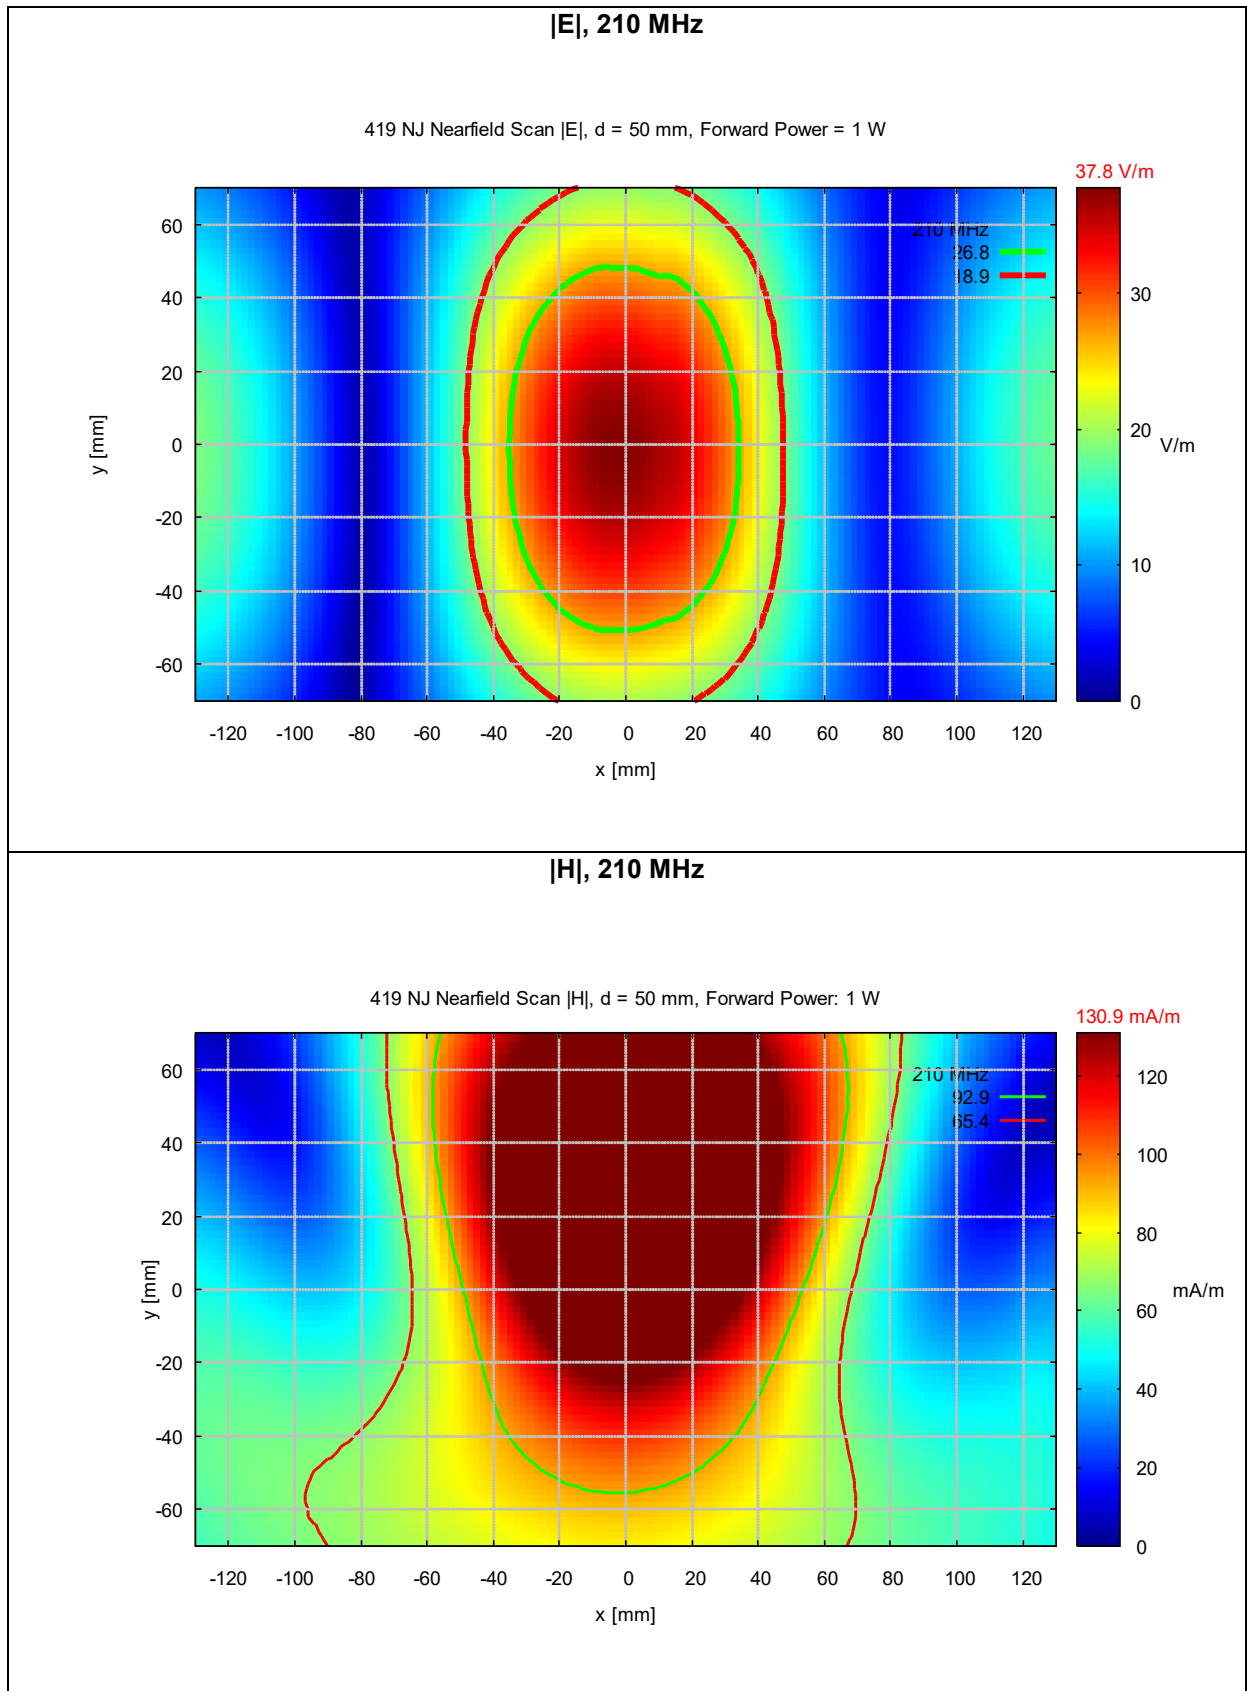 |E|, 210 MHz
419 NJ Nearfield Scan |E|, d = 50 mm, Forward Power = 1 W
37.8 V/m
210 MHz
26.8
18.9
60
40
20
0
-20
-40
-60
y [mm]
30
20
10
0
V/m
-120 -100 -80 -60 -40 -20 0 20 40 60 80 100 120
x [mm]
|H|, 210 MHz
419 NJ Nearfield Scan |H|, d = 50 mm, Forward Power: 1 W
130.9 mA/m
210 MHz
92.9
65.4
60
40
20
0
-20
-40
-60
y [mm]
120
100
80
60
40
20
0
mA/m
-120 -100 -80 -60 -40 -20 0 20 40 60 80 100 120
x [mm]